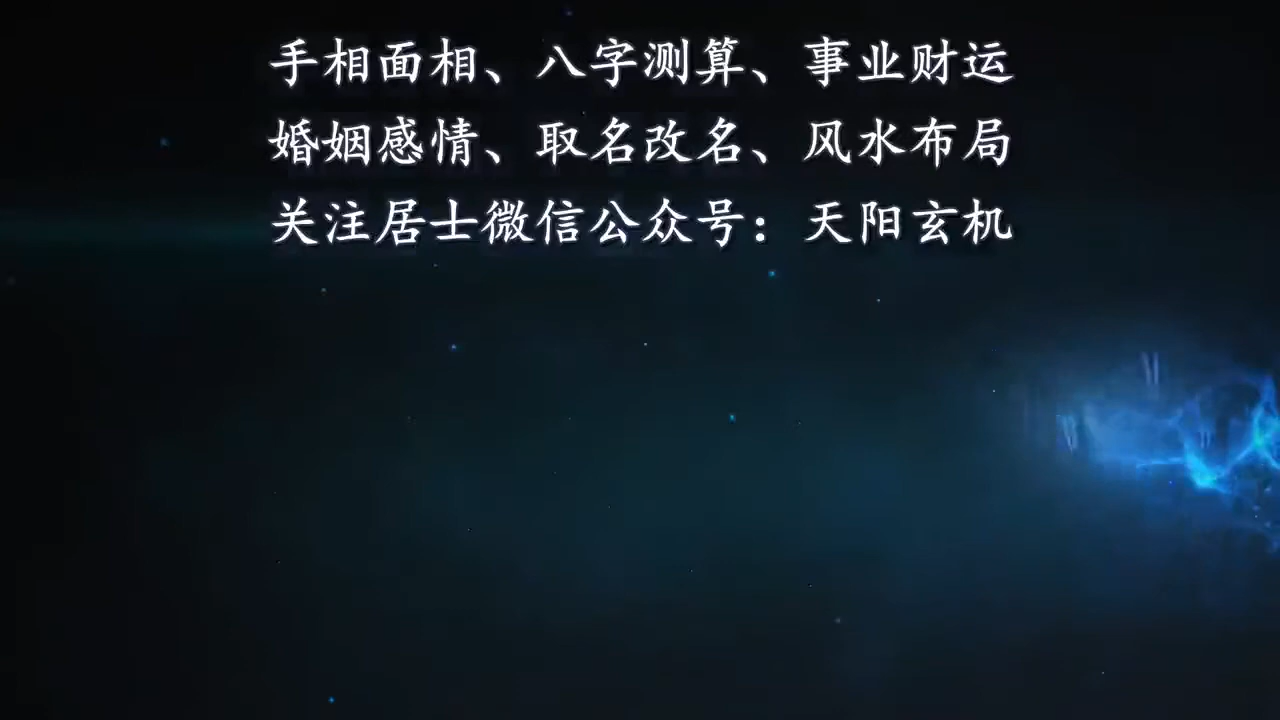 手相面相、八字测算、事业财运
婚姻感情、取名改名、风水布局
关注居士微信公众号：天阳玄机